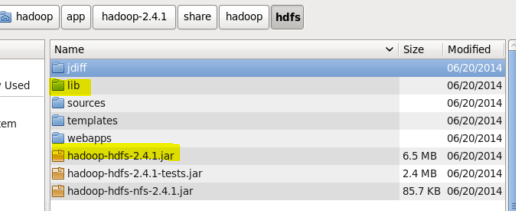 hadoop app hadoop-2.4.1 share hadoop hdfs
Name Size Modified
jdiff 06/20/2014
y Used lib 06/20/2014
sources 06/20/2014
tem templates 06/20/2014
webapps 06/20/2014
hadoop-hdfs-2.4.1.jar 6.5 MB 06/20/2014
hadoop-hdfs-2.4.1-tests.jar 2.4 MB 06/20/2014
hadoop-hdfs-nfs-2.4.1.jar 85.7 KB 06/20/2014